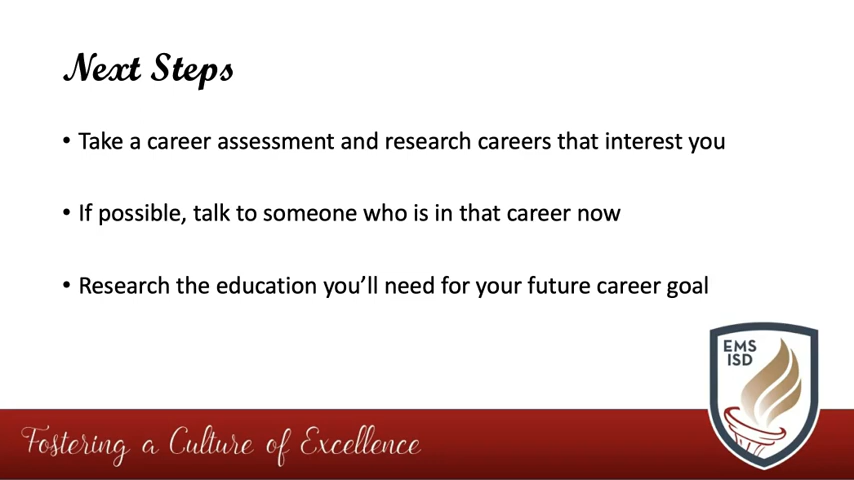 Next Steps
• Take a career assessment and research careers that interest you
• If possible, talk to someone who is in that career now
• Research the education you’ll need for your future career goal
EMS
ISD
Fostering a Culture of Excellence